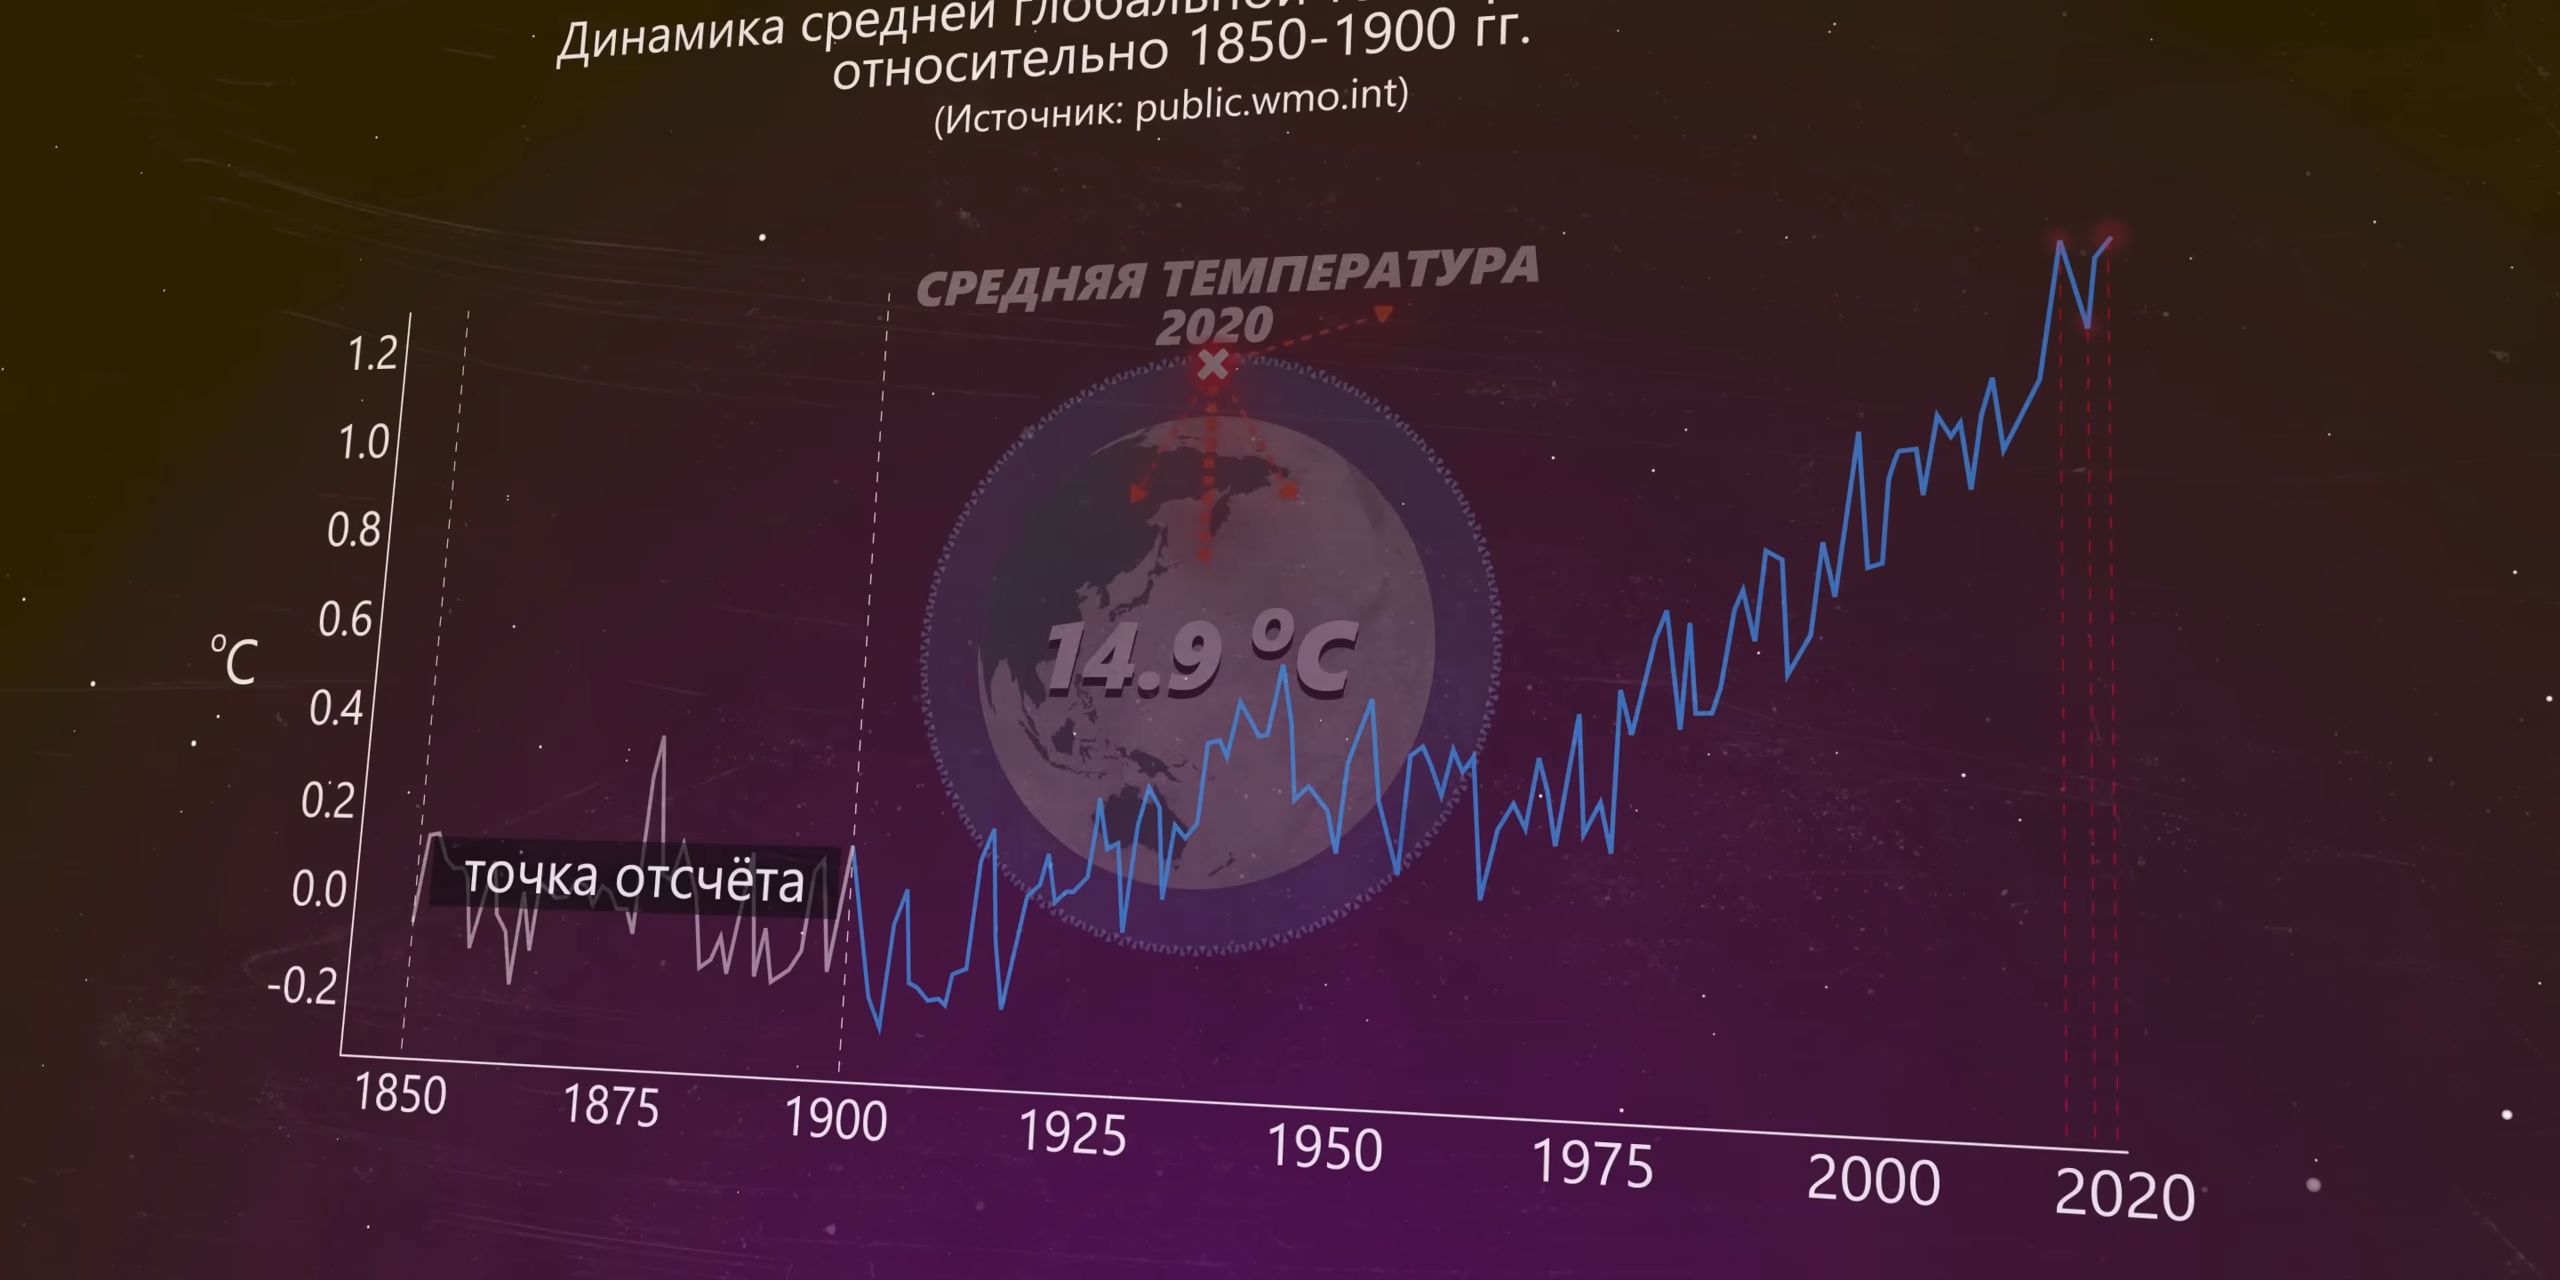 Динамика средней глобальной
относительно 1850-1900 гг.
(Источник: public.wmo.int)
СРЕДНЯЯ ТЕМПЕРАТУРА
2020
14.9 °C
°C
1.2
1.0
0.8
0.6
0.4
0.2
0.0
-0.2
точка отсчёта
1850 1875 1900 1925 1950 1975 2000 2020